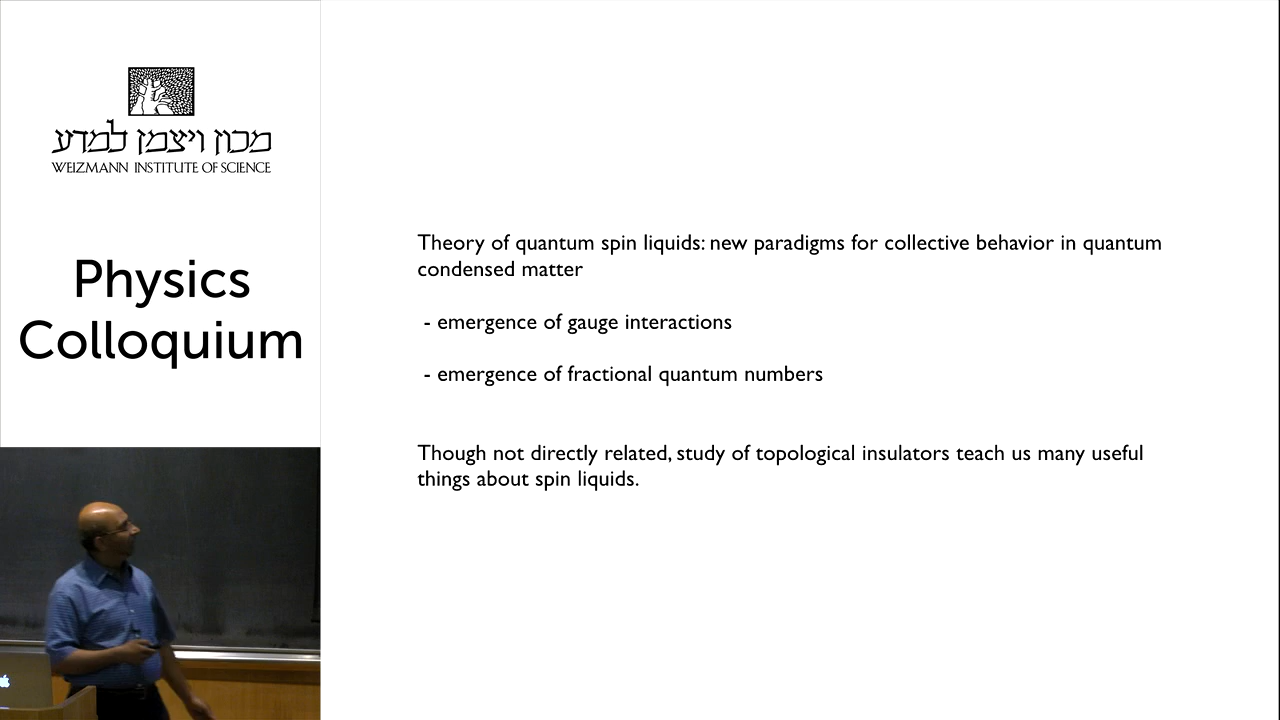 מכון ויצמן למדע
WEIZMANN INSTITUTE OF SCIENCE
Physics
Colloquium
Theory of quantum spin liquids: new paradigms for collective behavior in quantum
condensed matter
- emergence of gauge interactions
- emergence of fractional quantum numbers
Though not directly related, study of topological insulators teach us many useful
things about spin liquids.